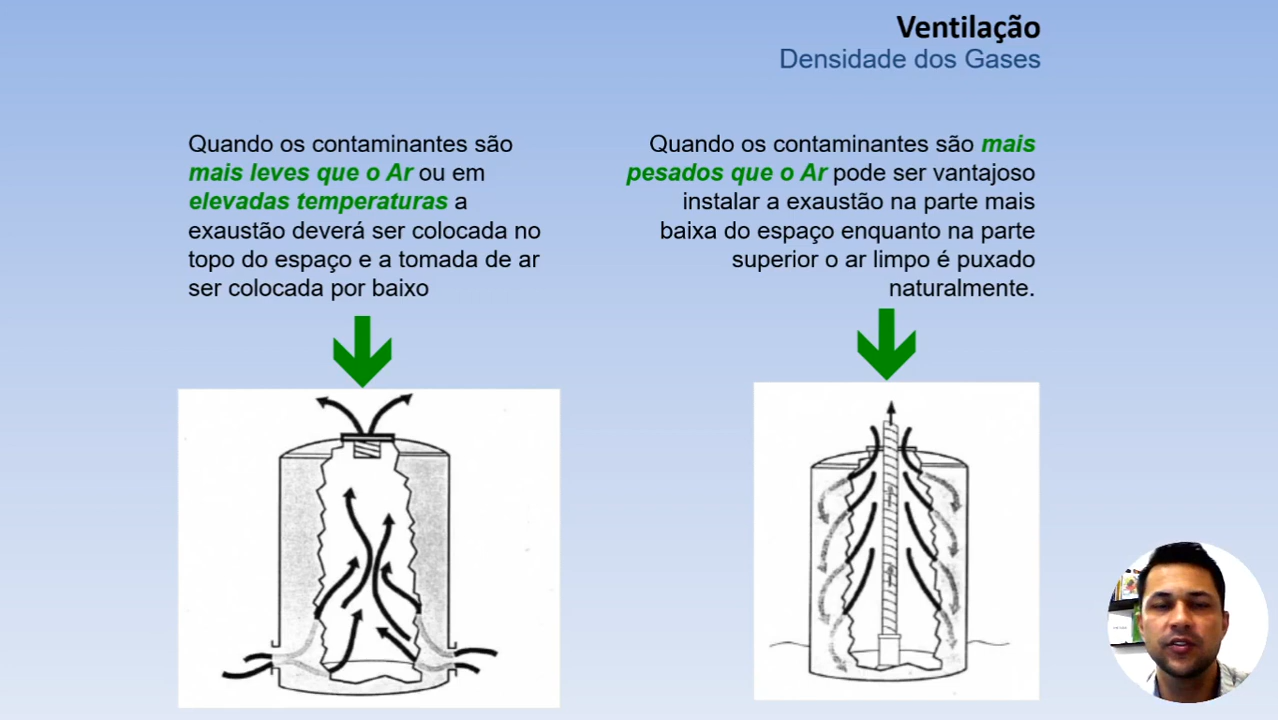 Ventilação
Densidade dos Gases
Quando os contaminantes são
mais leves que o Ar ou em
elevadas temperaturas a
exaustão deverá ser colocada no
topo do espaço e a tomada de ar
ser colocada por baixo
Quando os contaminantes são mais
pesados que o Ar pode ser vantajoso
instalar a exaustão na parte mais
baixa do espaço enquanto na parte
superior o ar limpo é puxado
naturalmente.